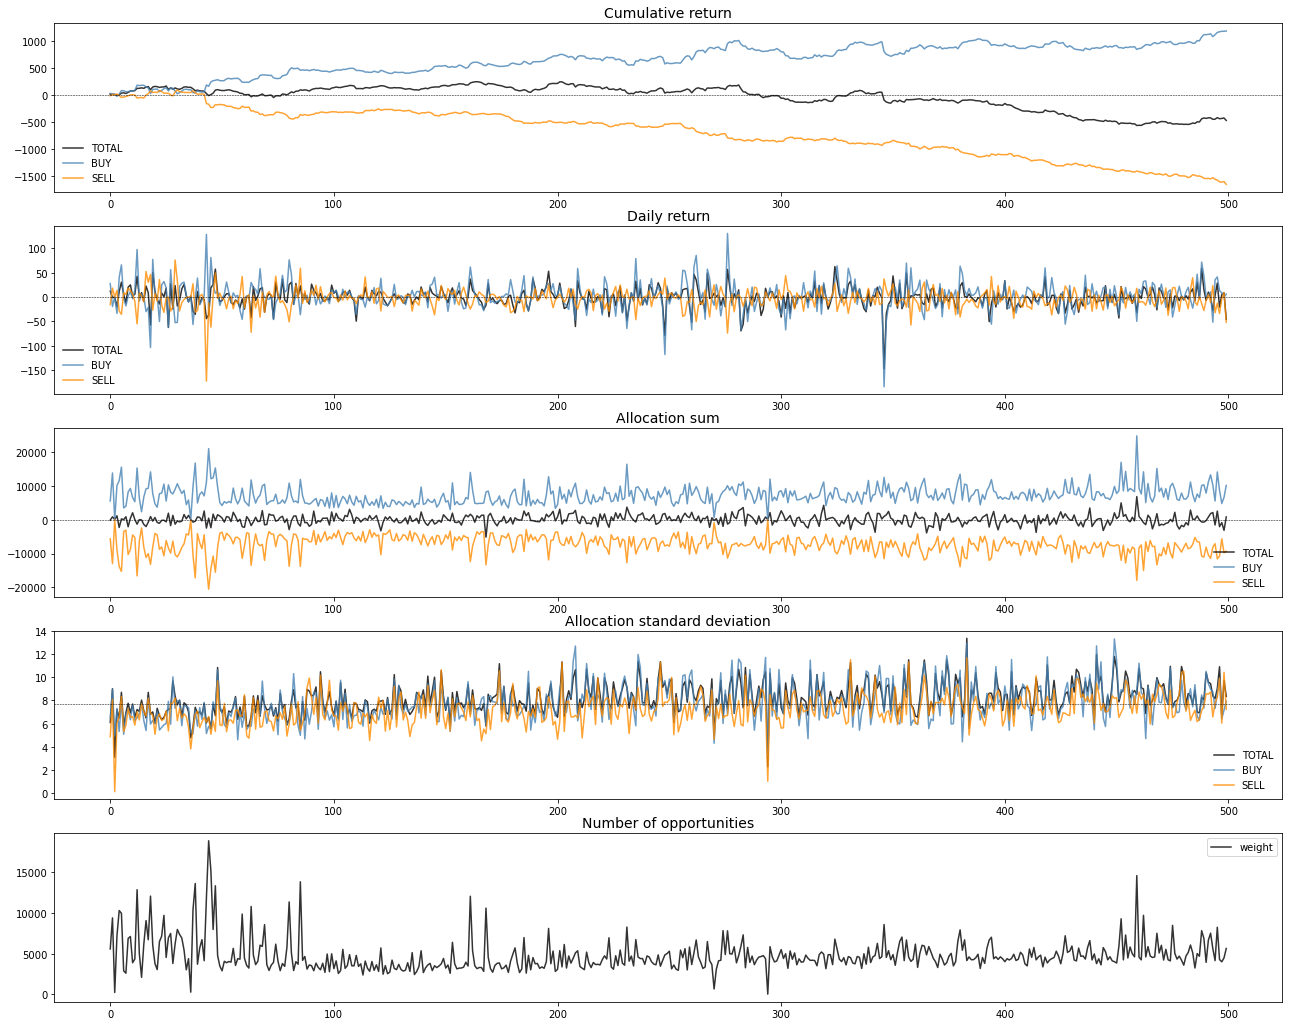 Cumulative return
1000
500
0
−500
−1000
−1500
TOTAL
BUY
SELL
0 100 200 300 400 500
Daily return
100
50
0
−50
−100
−150
TOTAL
BUY
SELL
0 100 200 300 400 500
Allocation sum
20000
10000
0
−10000
−20000
TOTAL
BUY
SELL
0 100 200 300 400 500
Allocation standard deviation
14
12
10
8
6
4
2
0
TOTAL
BUY
SELL
0 100 200 300 400 500
Number of opportunities
15000
10000
5000
0
weight
0 100 200 300 400 500